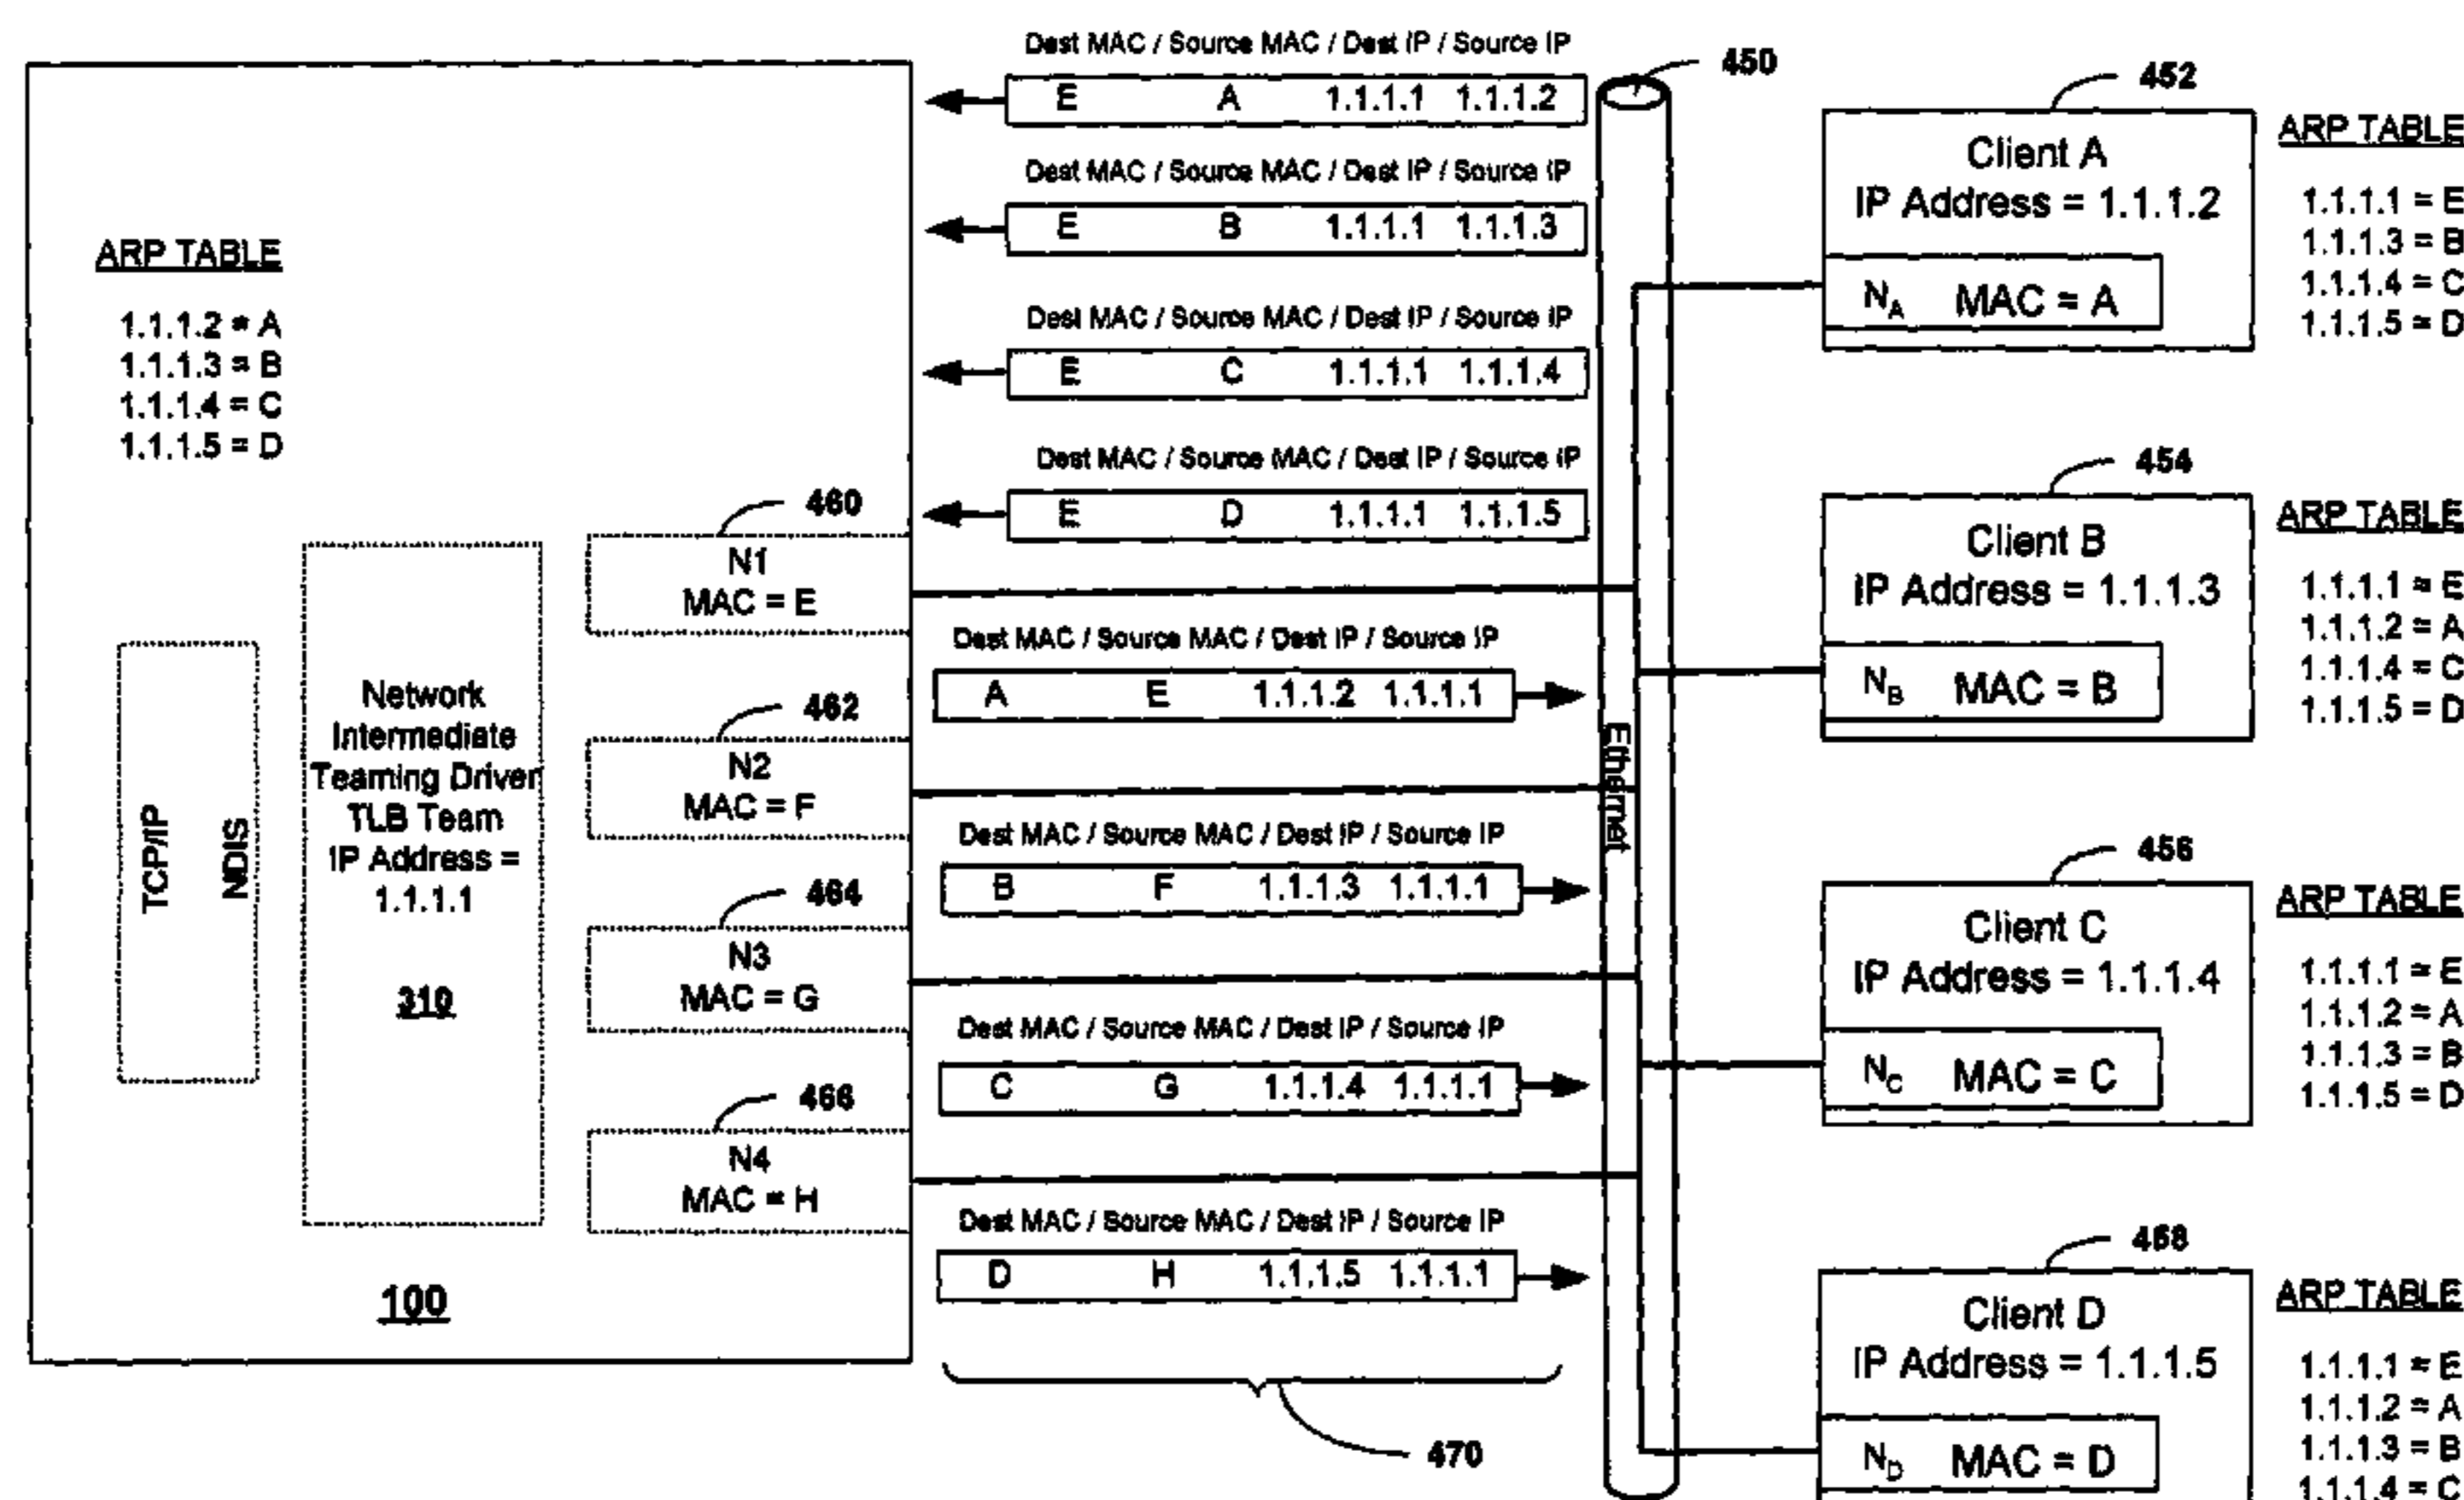 ARP TABLE
1.1.1.2 = A
1.1.1.3 = B
1.1.1.4 = C
1.1.1.5 = D
TCP/IP
NDIS
Network
Intermediate
Teaming Driver
TLB Team
IP Address =
1.1.1.1
310
460
N1
MAC = E
462
N2
MAC = F
464
N3
MAC = G
466
N4
MAC = H
100
Dest MAC / Source MAC / Dest IP / Source IP
E A 1.1.1.1 1.1.1.2
Dest MAC / Source MAC / Dest IP / Source IP
E B 1.1.1.1 1.1.1.3
Dest MAC / Source MAC / Dest IP / Source IP
E C 1.1.1.1 1.1.1.4
Dest MAC / Source MAC / Dest IP / Source IP
E D 1.1.1.1 1.1.1.5
Dest MAC / Source MAC / Dest IP / Source IP
A E 1.1.1.2 1.1.1.1
Dest MAC / Source MAC / Dest IP / Source IP
B F 1.1.1.3 1.1.1.1
Dest MAC / Source MAC / Dest IP / Source IP
C G 1.1.1.4 1.1.1.1
Dest MAC / Source MAC / Dest IP / Source IP
D H 1.1.1.5 1.1.1.1
470
450
Ethernet
452
Client A
IP Address = 1.1.1.2
NA MAC = A
ARP TABLE
1.1.1.1 = E
1.1.1.3 = B
1.1.1.4 = C
1.1.1.5 = D
454
Client B
IP Address = 1.1.1.3
NB MAC = B
ARP TABLE
1.1.1.1 = E
1.1.1.2 = A
1.1.1.4 = C
1.1.1.5 = D
456
Client C
IP Address = 1.1.1.4
NC MAC = C
ARP TABLE
1.1.1.1 = E
1.1.1.2 = A
1.1.1.3 = B
1.1.1.5 = D
458
Client D
IP Address = 1.1.1.5
ND MAC = D
ARP TABLE
1.1.1.1 = E
1.1.1.2 = A
1.1.1.3 = B
1.1.1.4 = C